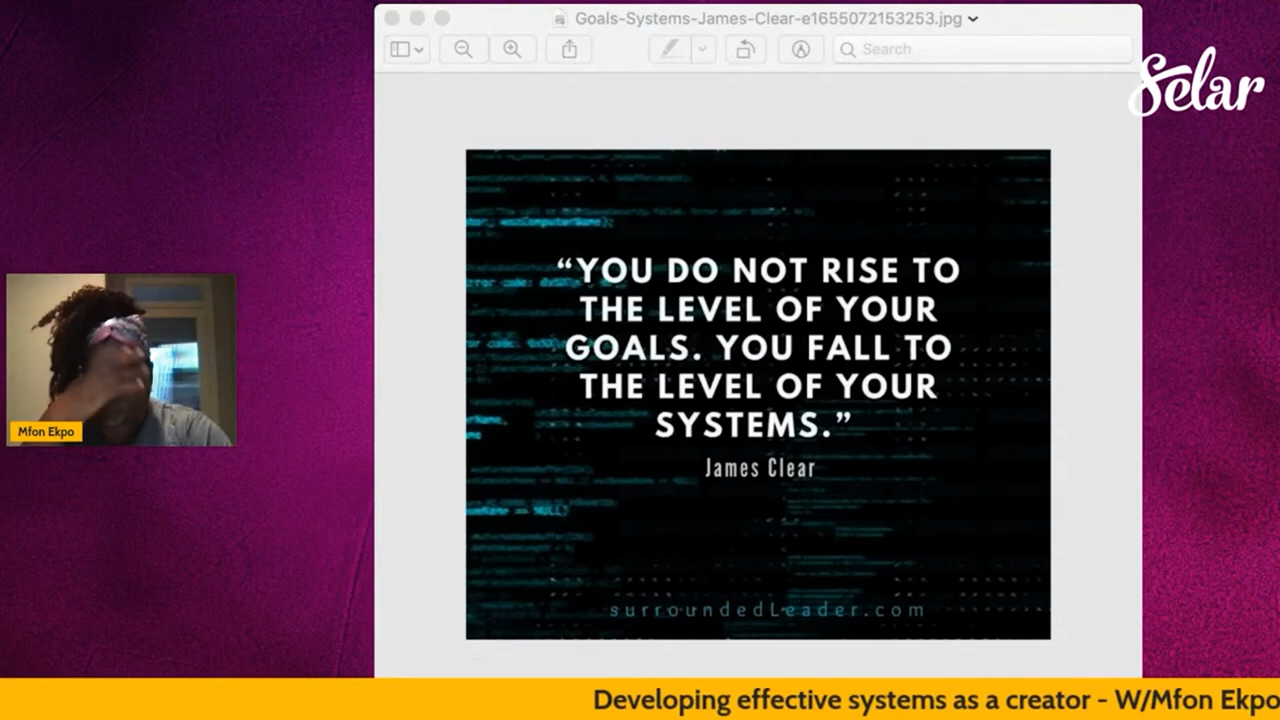 Goals-Systems-James-Clear-e1655072153253.jpg
Search
Selar
“YOU DO NOT RISE TO
THE LEVEL OF YOUR
GOALS. YOU FALL TO
THE LEVEL OF YOUR
SYSTEMS.”
James Clear
== NULL)
surroundedLeader.com
Mfon Ekpo
Developing effective systems as a creator - W/Mfon Ekpo